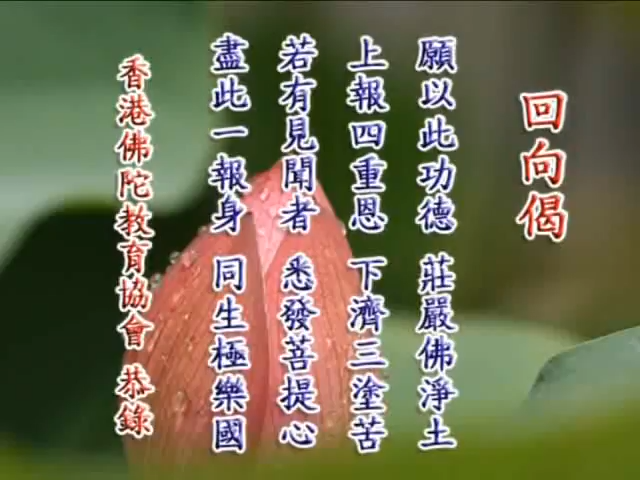 回向偈
願以此功德 莊嚴佛淨土
上報四重恩 下濟三塗苦
若有見聞者 悉發菩提心
盡此一報身 同生極樂國
香港佛陀教育協會 恭錄